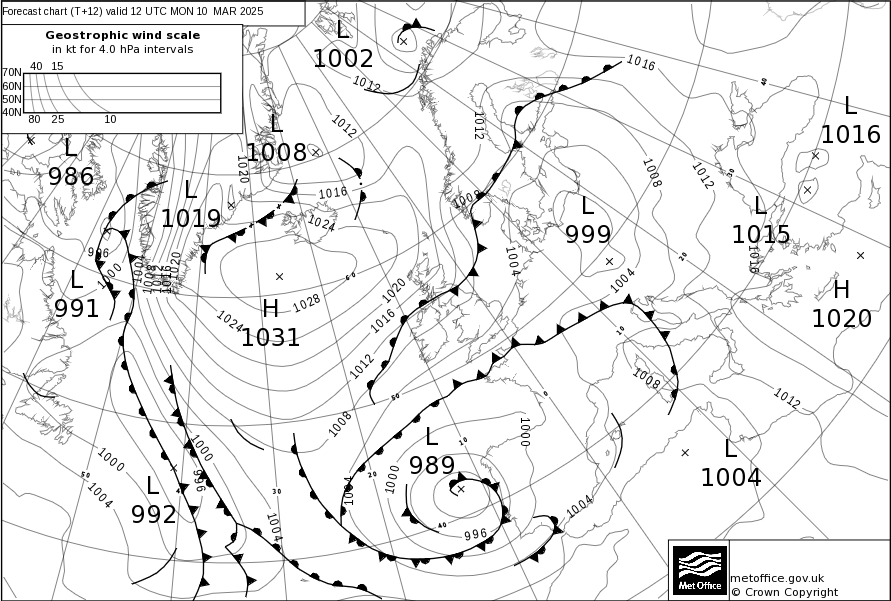 Forecast chart (T+12) valid 12 UTC MON 10 MAR 2025
Geostrophic wind scale
in kt for 4.0 hPa intervals
40 15
70N
60N
50N
40N
80 25 10
L
1002
1012
1016
L
1016
L
1008
1012
1012
L
986
1020
L
1019
1016
1024
1008
1008
1012
L
999
L
1015
40
30
20
996
1000
L
991
1004
1008
1012
1016
1020
H
1031
1028
60
1024
1020
1016
1004
1004
1016
H
1020
1012
1008
50
10
0
1008
1012
L
989
1000
10
L
1004
1000
1004
50
L
992
40
1000
996
30
1004
1004
20
1000
40
996
1004
metoffice.gov.uk
© Crown Copyright
Met Office